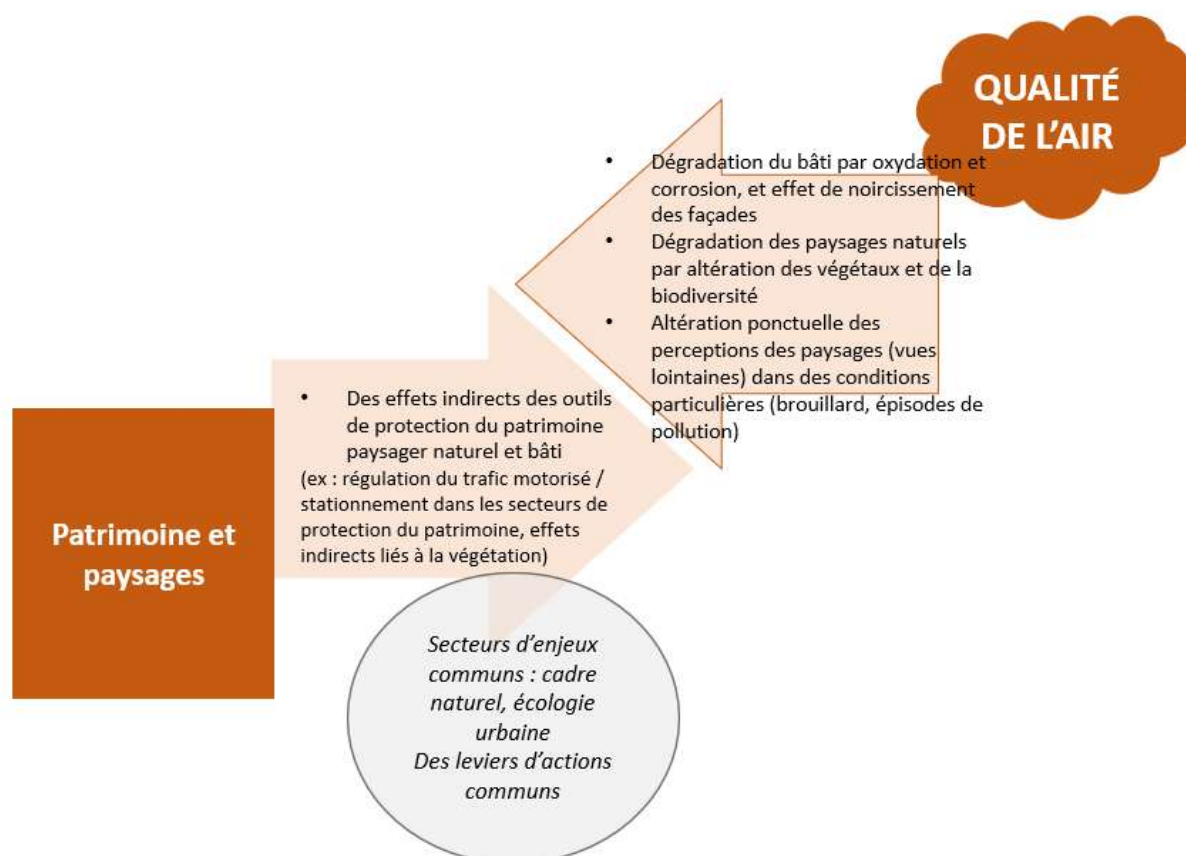 QUALITÉ
DE L’AIR
• Dégradation du bâti par oxydation et
corrosion, et effet de noircissement
des façades
• Dégradation des paysages naturels
par altération des végétaux et de la
biodiversité
• Altération ponctuelle des
perceptions des paysages (vues
lointaines) dans des conditions
particulières (brouillard, épisodes de
pollution)
• Des effets indirects des outils
de protection du patrimoine
paysager naturel et bâti
(ex : régulation du trafic motorisé /
stationnement dans les secteurs de
protection du patrimoine, effets
indirects liés à la végétation)
Patrimoine et
paysages
Secteurs d’enjeux
communs : cadre
naturel, écologie
urbaine
Des leviers d’actions
communs